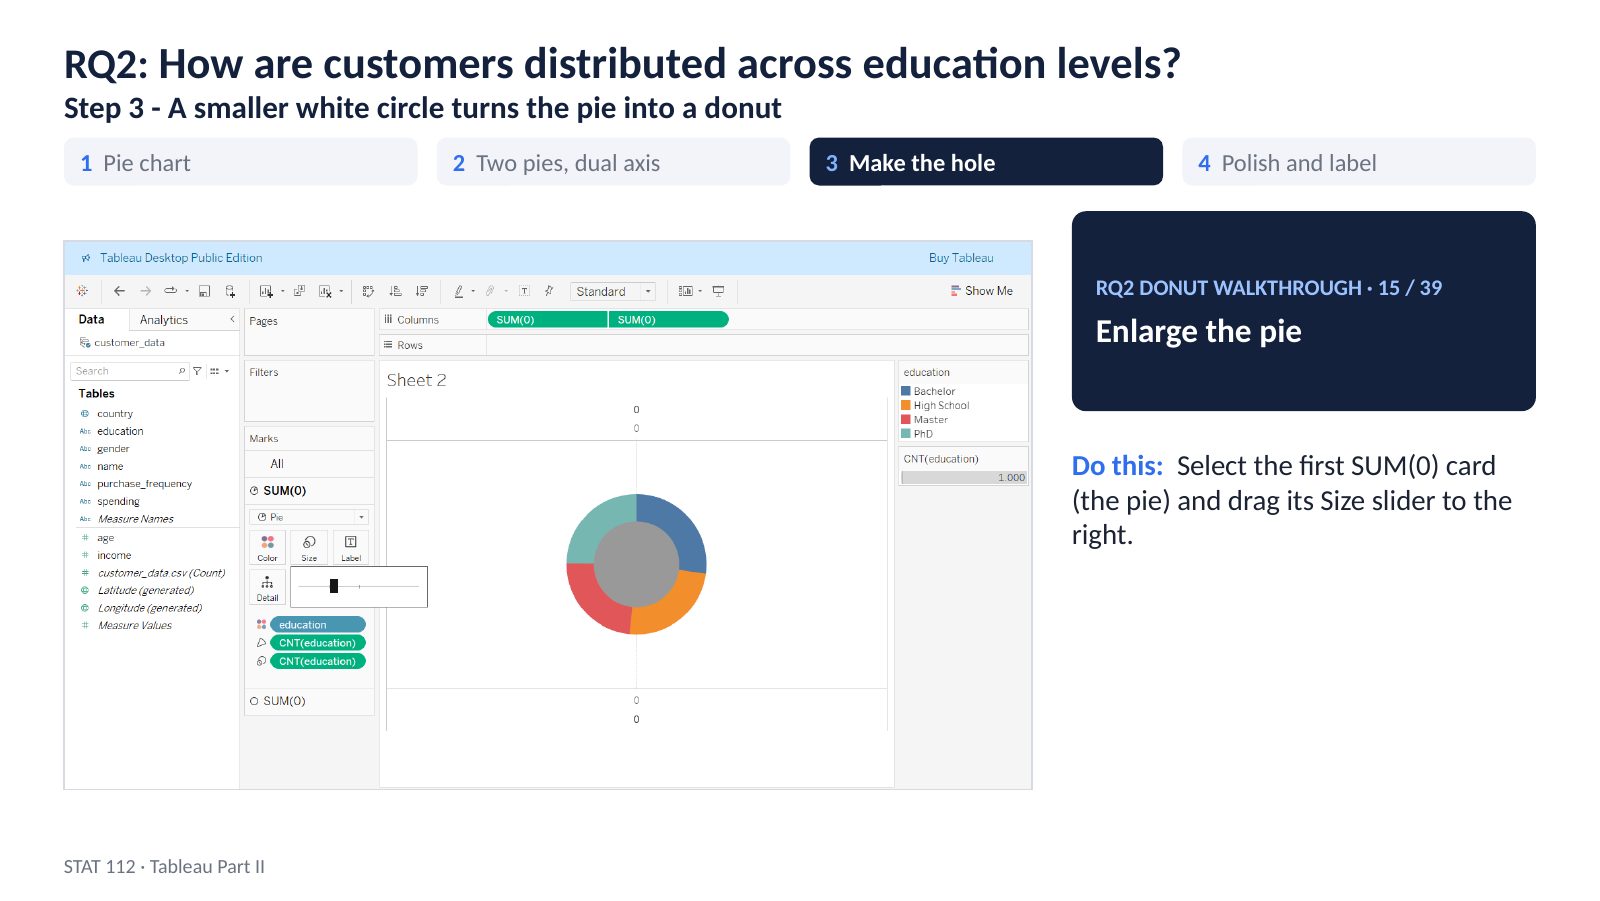 RQ2: How are customers distributed across education levels?
Step 3 - A smaller white circle turns the pie into a donut
1 Pie chart
2 Two pies, dual axis
3 Make the hole
4 Polish and label
Tableau Desktop Public Edition
Buy Tableau
Standard
Show Me
Data
Analytics
customer_data
Search
Tables
country
Abc education
Abc gender
Abc name
Abc purchase_frequency
Abc spending
Abc Measure Names
# age
# income
# customer_data.csv (Count)
Latitude (generated)
Longitude (generated)
# Measure Values
Pages
Filters
Marks
All
SUM(0)
Pie
Color
Size
Label
Detail
education
CNT(education)
CNT(education)
SUM(0)
Columns
SUM(0)
SUM(0)
Rows
Sheet 2
0
0
0
0
education
Bachelor
High School
Master
PhD
CNT(education)
1.000
RQ2 DONUT WALKTHROUGH · 15 / 39
Enlarge the pie
Do this: Select the first SUM(0) card
(the pie) and drag its Size slider to the
right.
STAT 112 · Tableau Part II